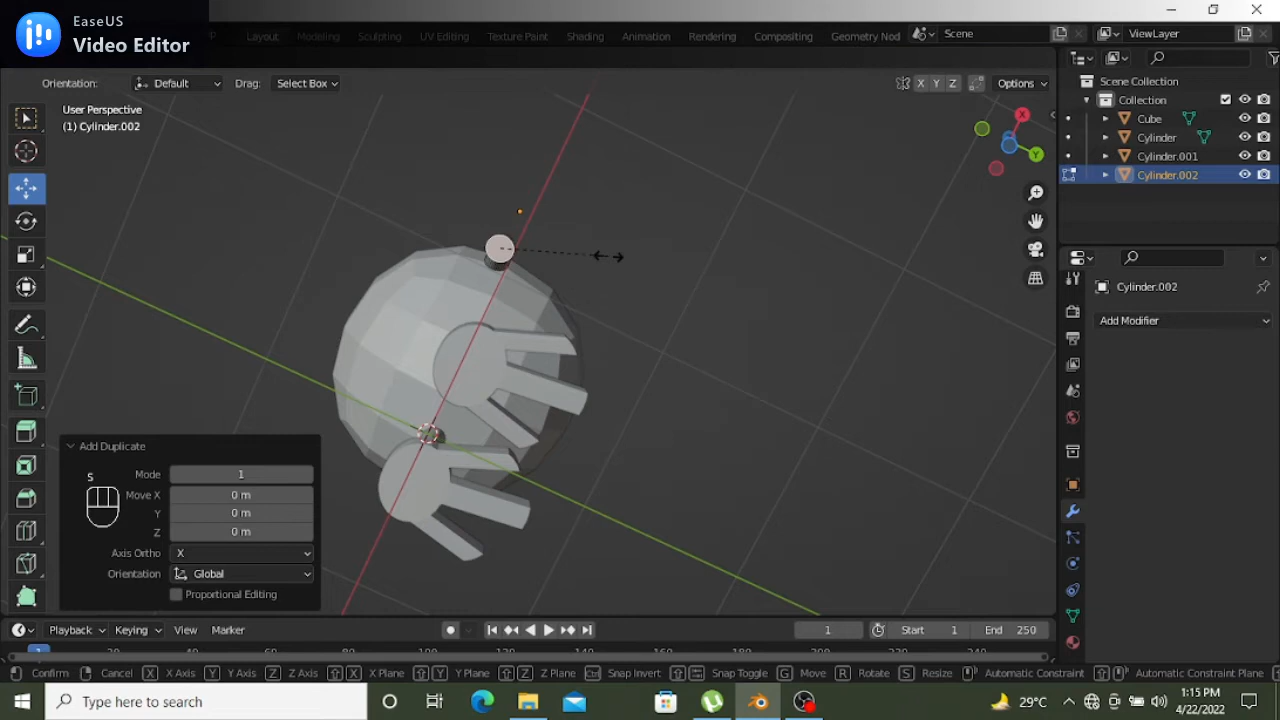 EaseUS
Video Editor
Layout
Modeling
Sculpting
UV Editing
Texture Paint
Shading
Animation
Rendering
Compositing
Geometry Nod
Scene
ViewLayer
Orientation:
Default
Drag:
Select Box
X Y Z
Options
User Perspective
(1) Cylinder.002
X
Y
Scene Collection
Collection
Cube
Cylinder
Cylinder.001
Cylinder.002
Cylinder.002
Add Modifier
Add Duplicate
S
Mode 1
Move X 0 m
Y 0 m
Z 0 m
Axis Ortho X
Orientation Global
Proportional Editing
Playback
Keying
View
Marker
1
Start 1
End 250
Confirm
Cancel
X X Axis
Y Y Axis
Z Z Axis
X X Plane
Y Y Plane
Z Z Plane
Ctrl Snap Invert
Snap Toggle
G Move
R Rotate
S Resize
Automatic Constraint
Automatic Constraint Plane
Type here to search
29°C
1:15 PM
4/22/2022